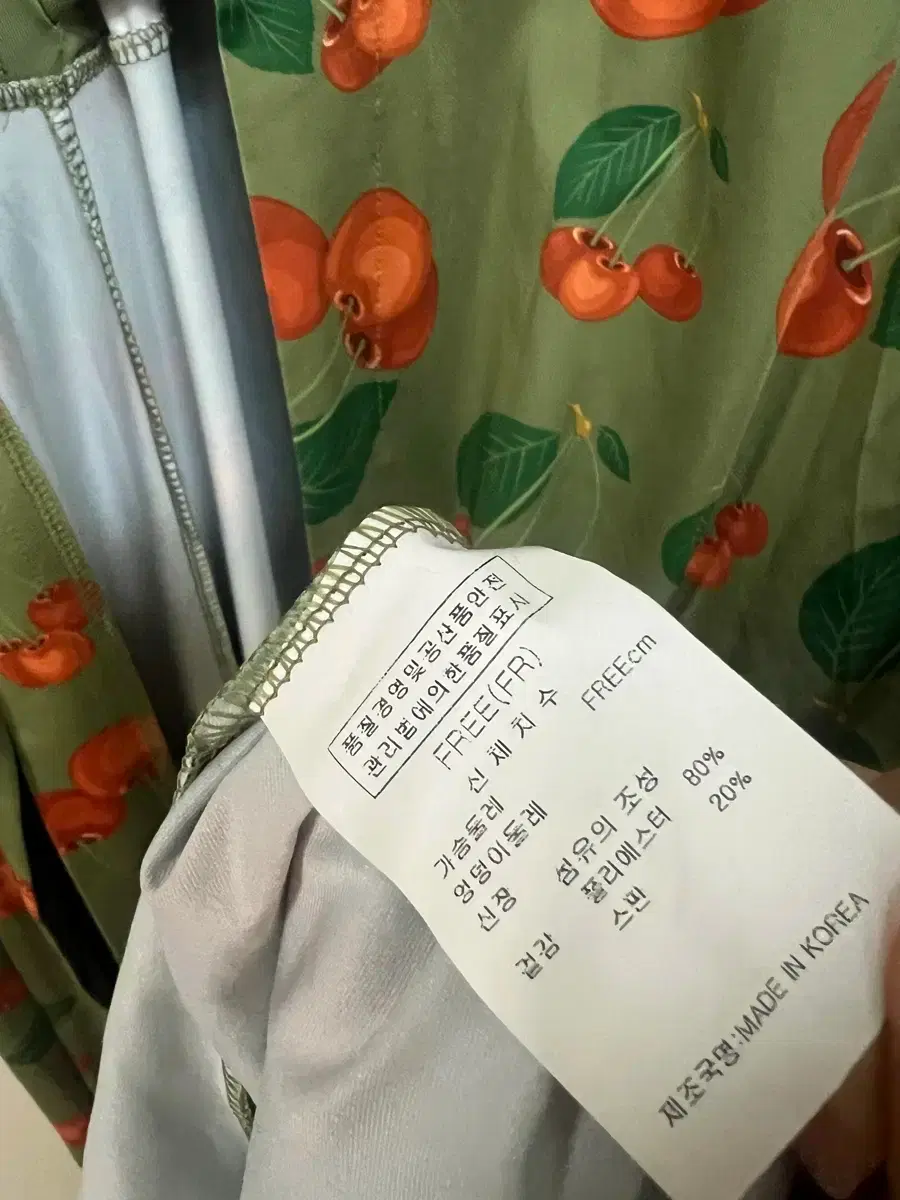 품질경영및공산품안전
관리법에의한품질표시
FREE(FR)
신 체 치 수
가슴둘레 FREEcm
엉덩이둘레
신장
섬유의 조성
겉감 폴리에스터 80%
스판 20%
제조국명:MADE IN KOREA